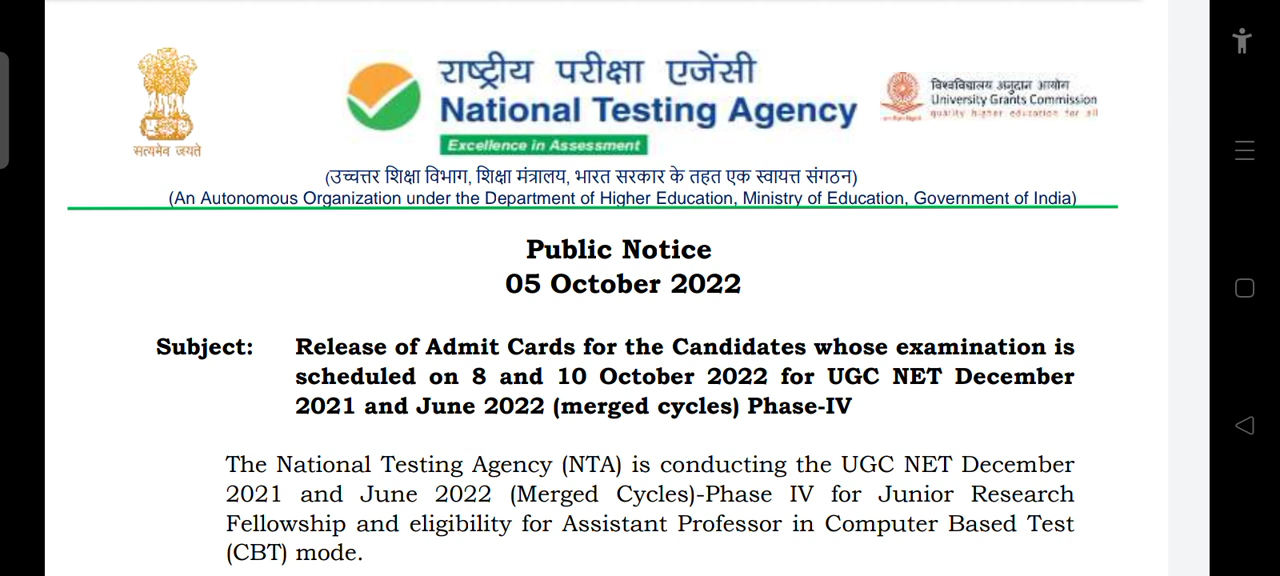 सत्यमेव जयते
राष्ट्रीय परीक्षा एजेंसी
National Testing Agency
Excellence in Assessment
विश्वविद्यालय अनुदान आयोग
University Grants Commission
quality higher education for all
(उच्चत्तर शिक्षा विभाग, शिक्षा मंत्रालय, भारत सरकार के तहत एक स्वायत्त संगठन)
(An Autonomous Organization under the Department of Higher Education, Ministry of Education, Government of India)
Public Notice
05 October 2022
Subject: Release of Admit Cards for the Candidates whose examination is
scheduled on 8 and 10 October 2022 for UGC NET December
2021 and June 2022 (merged cycles) Phase-IV
The National Testing Agency (NTA) is conducting the UGC NET December
2021 and June 2022 (Merged Cycles)-Phase IV for Junior Research
Fellowship and eligibility for Assistant Professor in Computer Based Test
(CBT) mode.